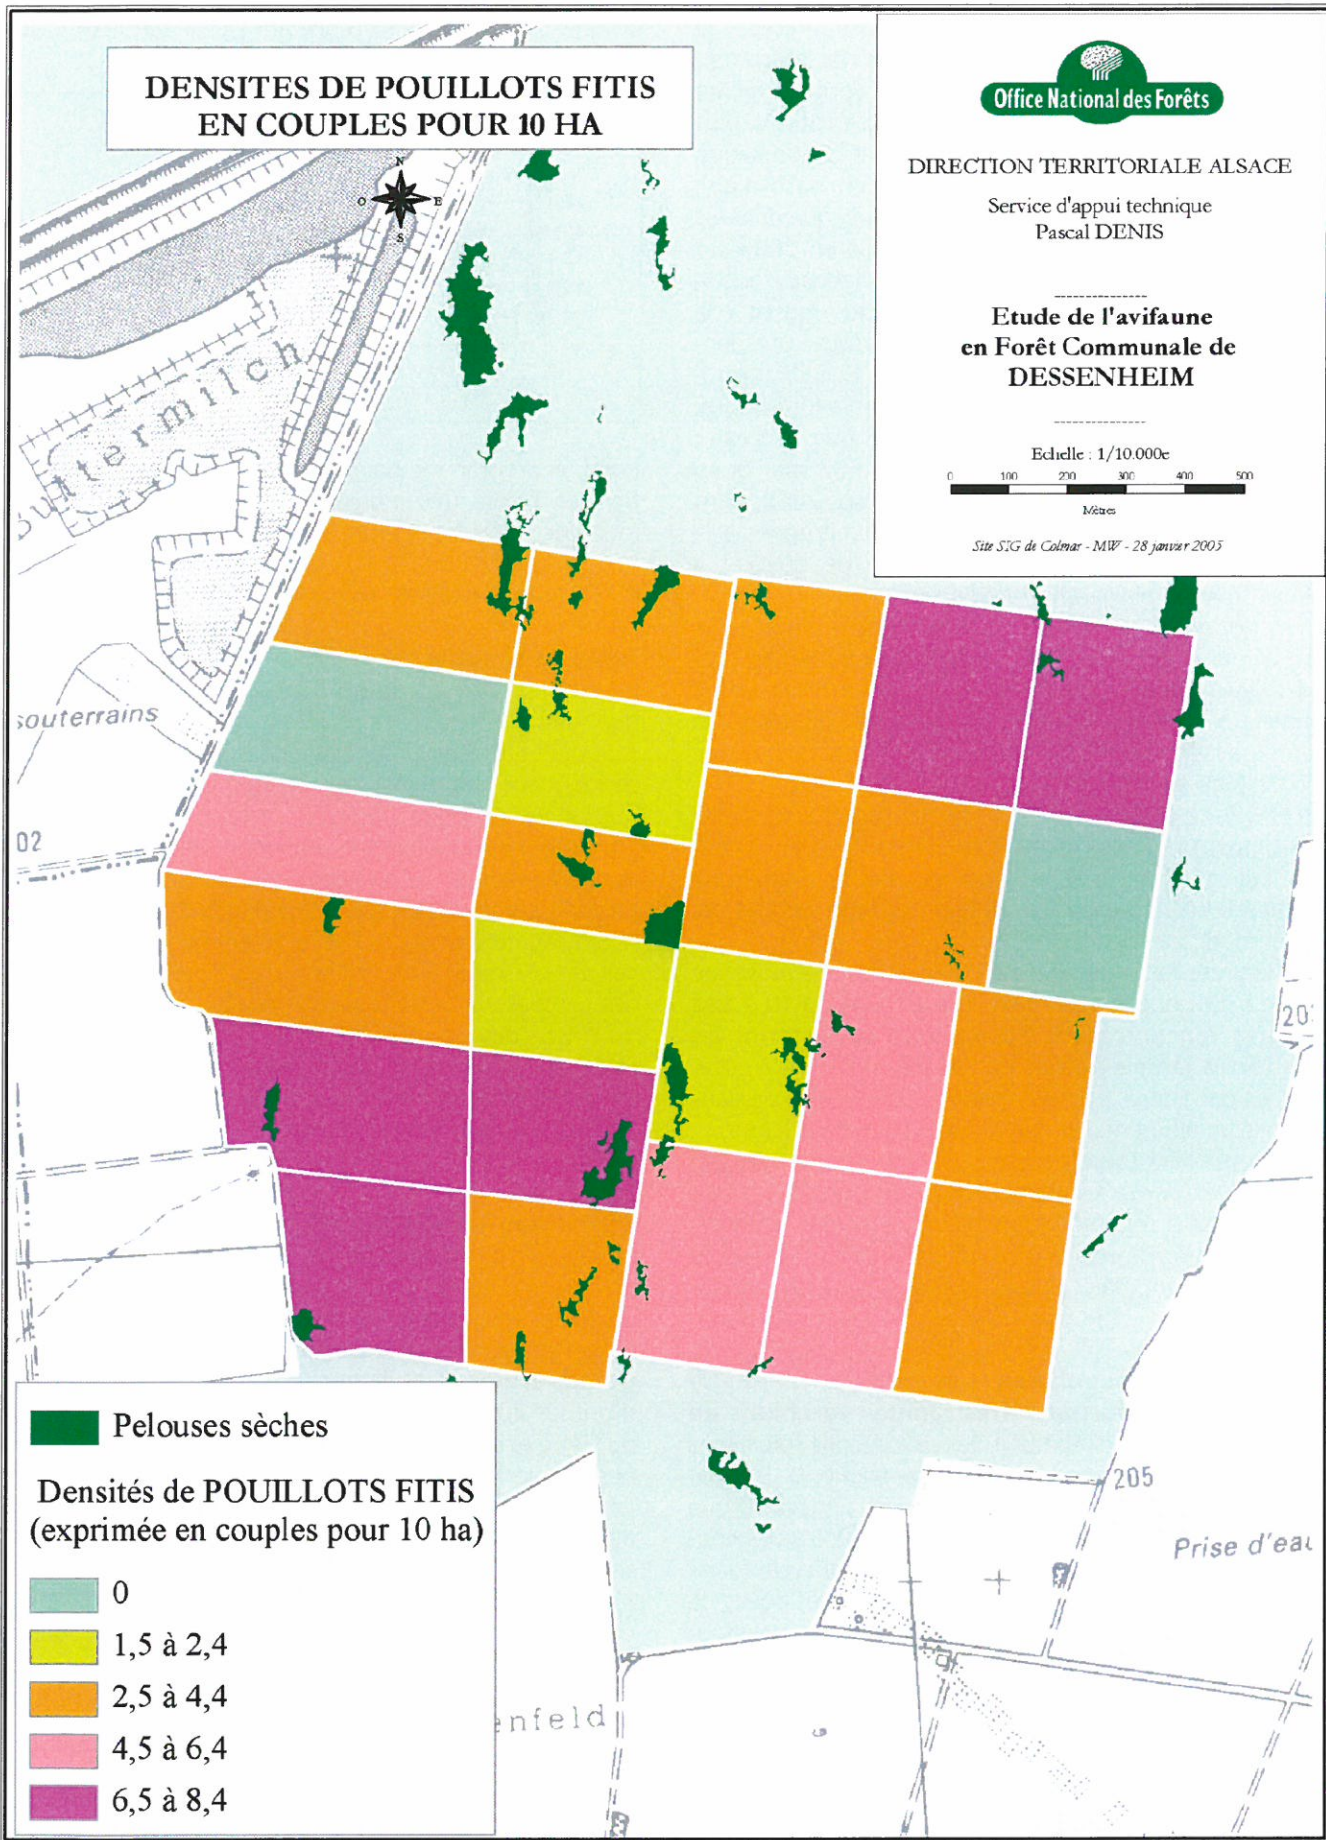 DENSITES DE POUILLOTS FITIS
EN COUPLES POUR 10 HA
N
O
E
S
Office National des Forêts
DIRECTION TERRITORIALE ALSACE
Service d'appui technique
Pascal DENIS
Etude de l'avifaune
en Forêt Communale de
DESSENHEIM
Echelle : 1/10.000e
0 100 200 300 400 500
Mètres
Site SIG de Colmar - MW - 28 janvier 2005
Buttermilch
souterrains
02
20
205
Prise d'eau
enfeld
Pelouses sèches
Densités de POUILLOTS FITIS
(exprimée en couples pour 10 ha)
0
1,5 à 2,4
2,5 à 4,4
4,5 à 6,4
6,5 à 8,4